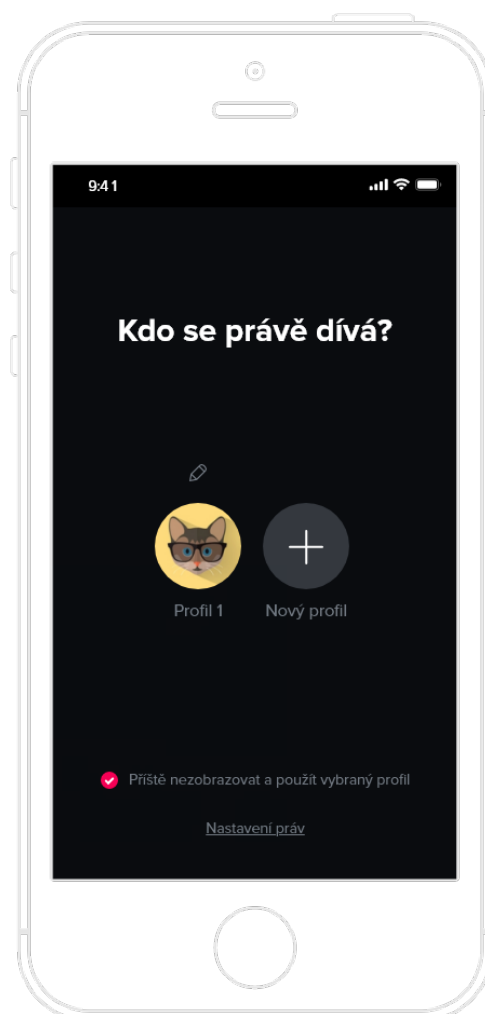 9:41
Kdo se právě dívá?
Profil 1 Nový profil
Příště nezobrazovat a použít vybraný profil
Nastavení práv